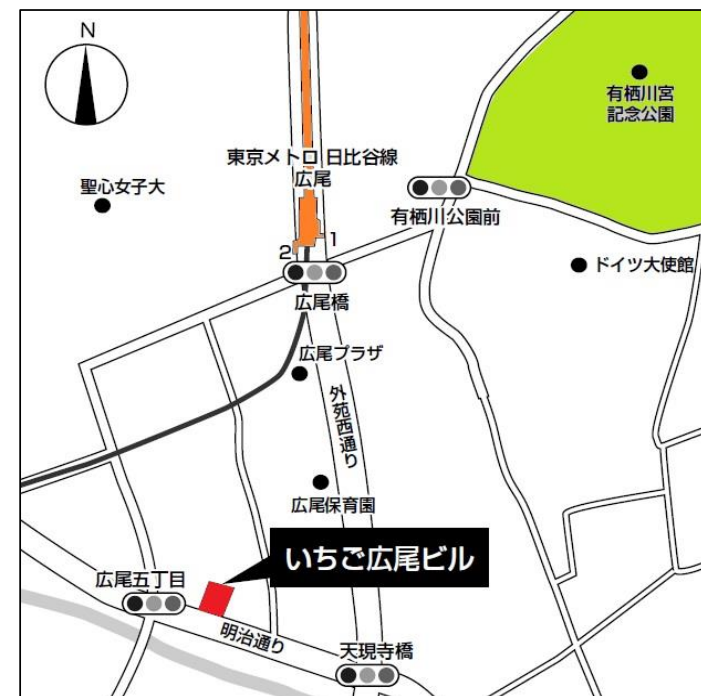 N
有栖川宮
記念公園
東京メトロ 日比谷線
広尾
聖心女子大
有栖川公園前
1
2
ドイツ大使館
広尾橋
広尾プラザ
外苑西通り
広尾保育園
いちご広尾ビル
広尾五丁目
明治通り
天現寺橋